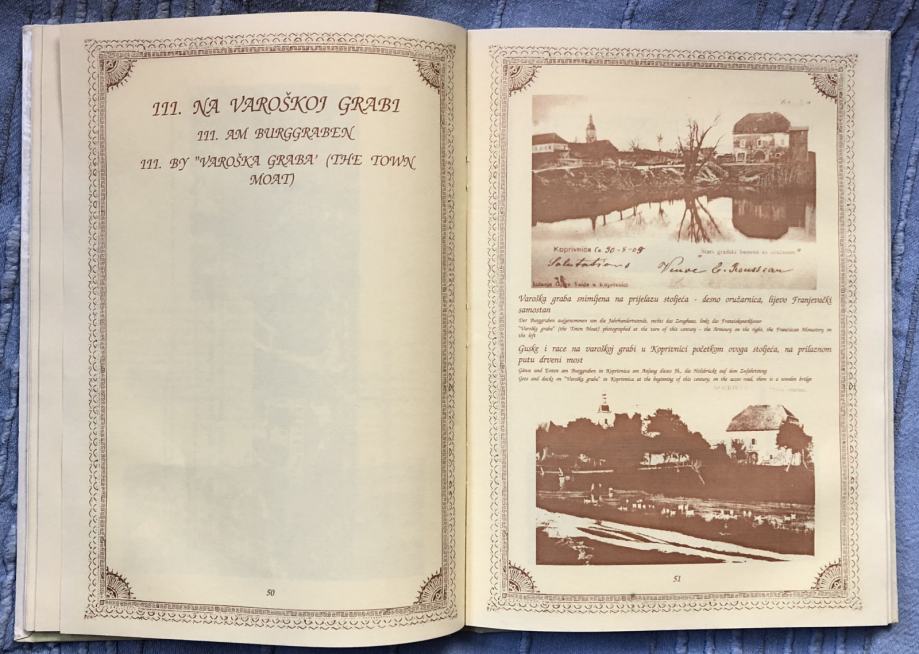 III. NA VAROŠKOJ GRABI
III. AM BURGGRABEN
III. BY "VAROŠKA GRABA' (THE TOWN
MOAT)
50
Koprivnica
30-8-05
Salutations
Varoška graba snimljena na prijelazu stoljeća - desno oružarnica, lijevo Franjevački
samostan
Der Burggraben aufgenommen um die Jahrhundertwende, rechts das Zeughaus, links das Franziskanerkloster
"Varoška graba" (the Town Moat) photographed at the turn of this century - the Armoury on the right, the Franciscan Monastery on
the left
Guske i race na varoškoj grabi u Koprivnici početkom ovoga stoljeća, na prilaznom
putu drveni most
Gänse und Enten am Burggraben in Koprivnica am Anfang dieses Jh., die Holzbrücke auf dem Zufahrtsweg
Geese and ducks on "Varoška graba" in Koprivnica at the beginning of this century, on the access road, there is a wooden bridge
51